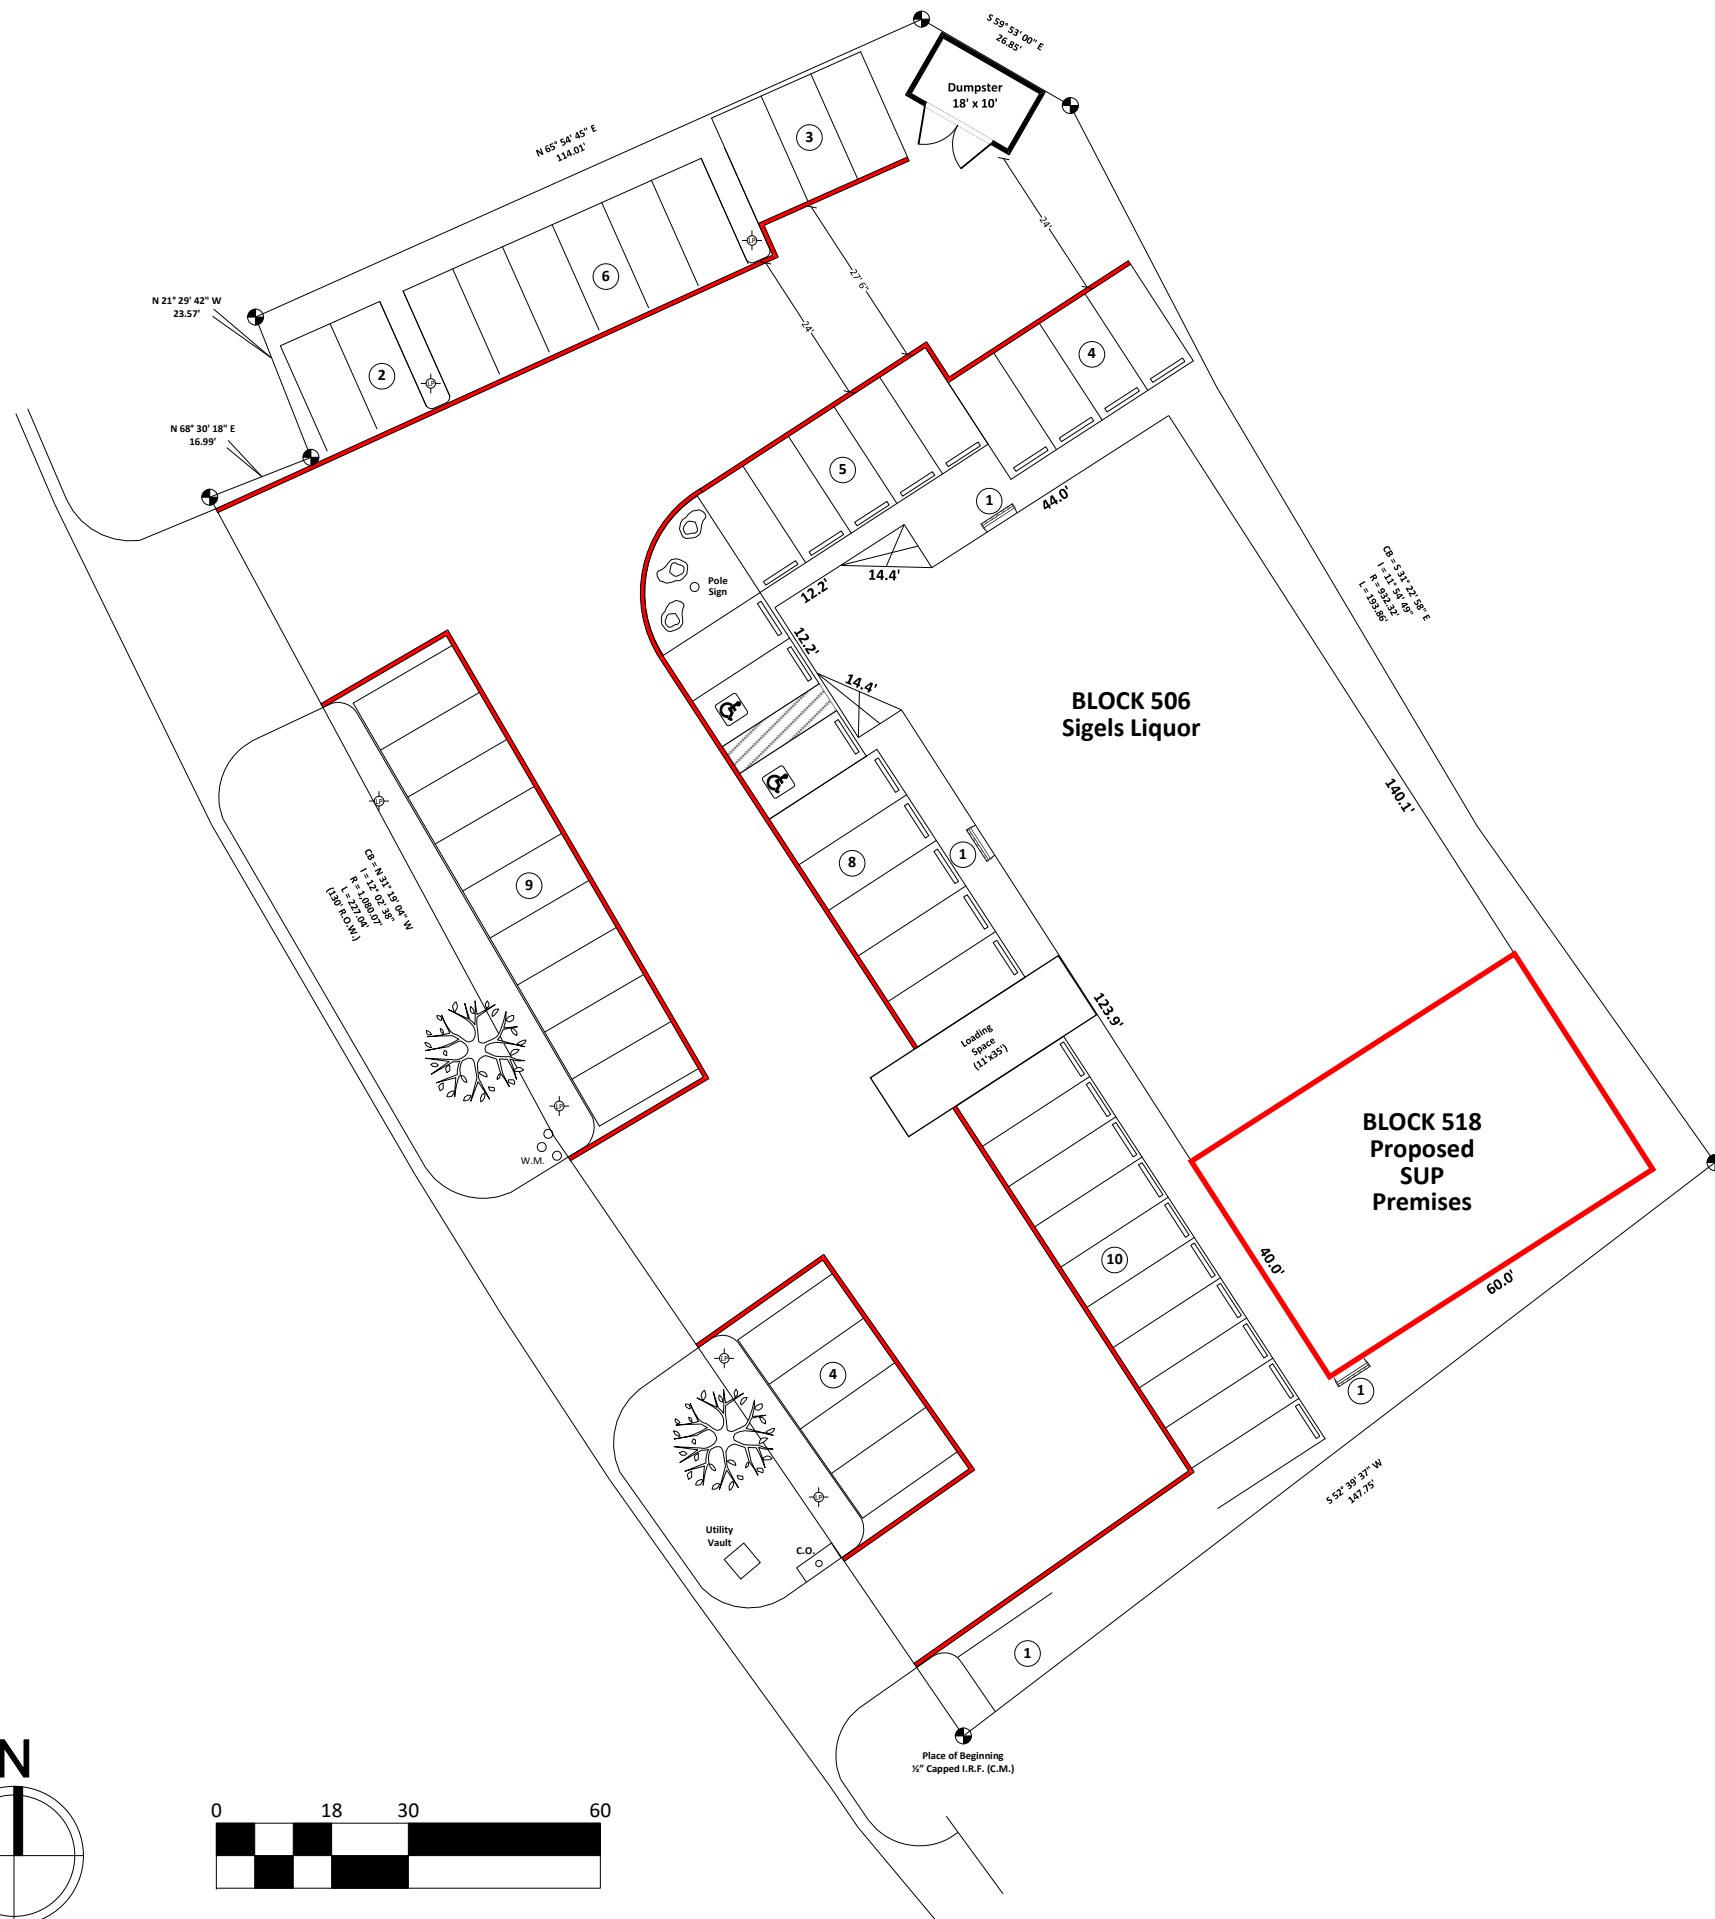 S 59° 53' 00" E
26.85'
Dumpster
18' x 10'
N 65° 54' 45" E
114.01'
3
LP
24'
6
27' 6"
N 21° 29' 42" W
23.57'
24'
4
2
LP
N 68° 30' 18" E
16.99'
5
1
44.0'
Pole
Sign
12.2'
14.4'
CB = S 31° 22' 58" E
I = 11° 54' 49"
R = 932.32'
L = 193.86'
12.2'
14.4'
BLOCK 506
Sigels Liquor
140.1'
LP
CB = N 31° 19' 04" W
I = 12° 02' 38"
R = 1,080.07'
L = 227.04'
(130' R.O.W.)
9
8
1
123.9'
Loading
Space
(11'x35')
LP
W.M.
BLOCK 518
Proposed
SUP
Premises
10
40.0'
60.0'
LP
4
1
LP
S 52° 39' 37" W
147.75'
Utility
Vault
C.O.
1
Place of Beginning
½" Capped I.R.F. (C.M.)
N
0 18 30 60